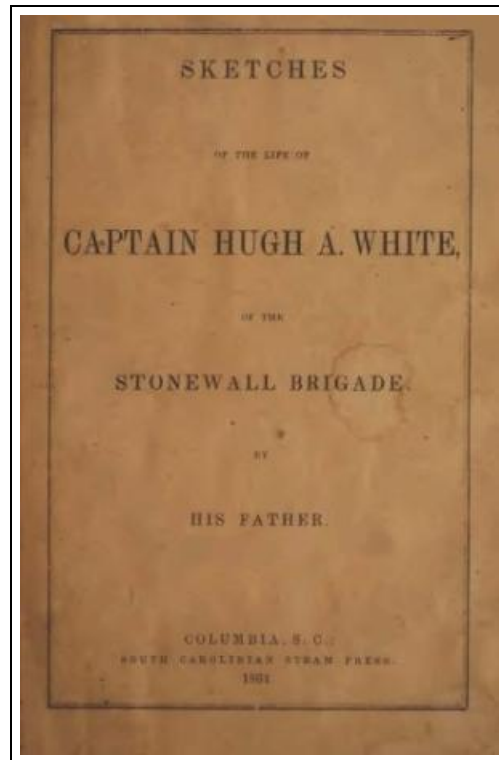 SKETCHES
OF THE LIFE OF
CAPTAIN HUGH A. WHITE,
OF THE
STONEWALL BRIGADE.
BY
HIS FATHER.
COLUMBIA, S. C.:
SOUTH CAROLINIAN STEAM PRESS.
1864